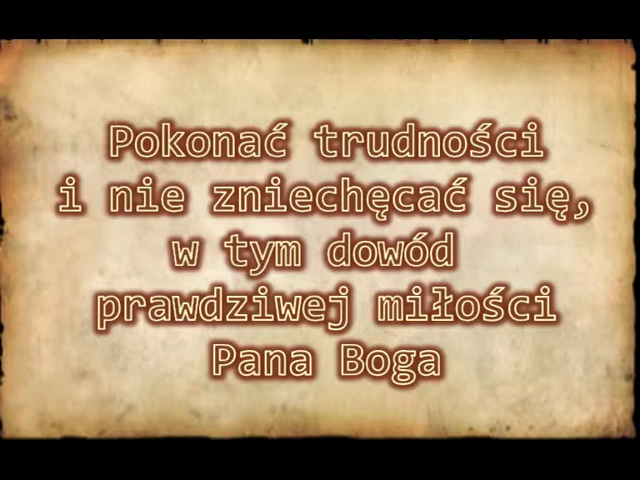 Pokonać trudności
i nie zniechęcać się,
w tym dowód
prawdziwej miłości
Pana Boga